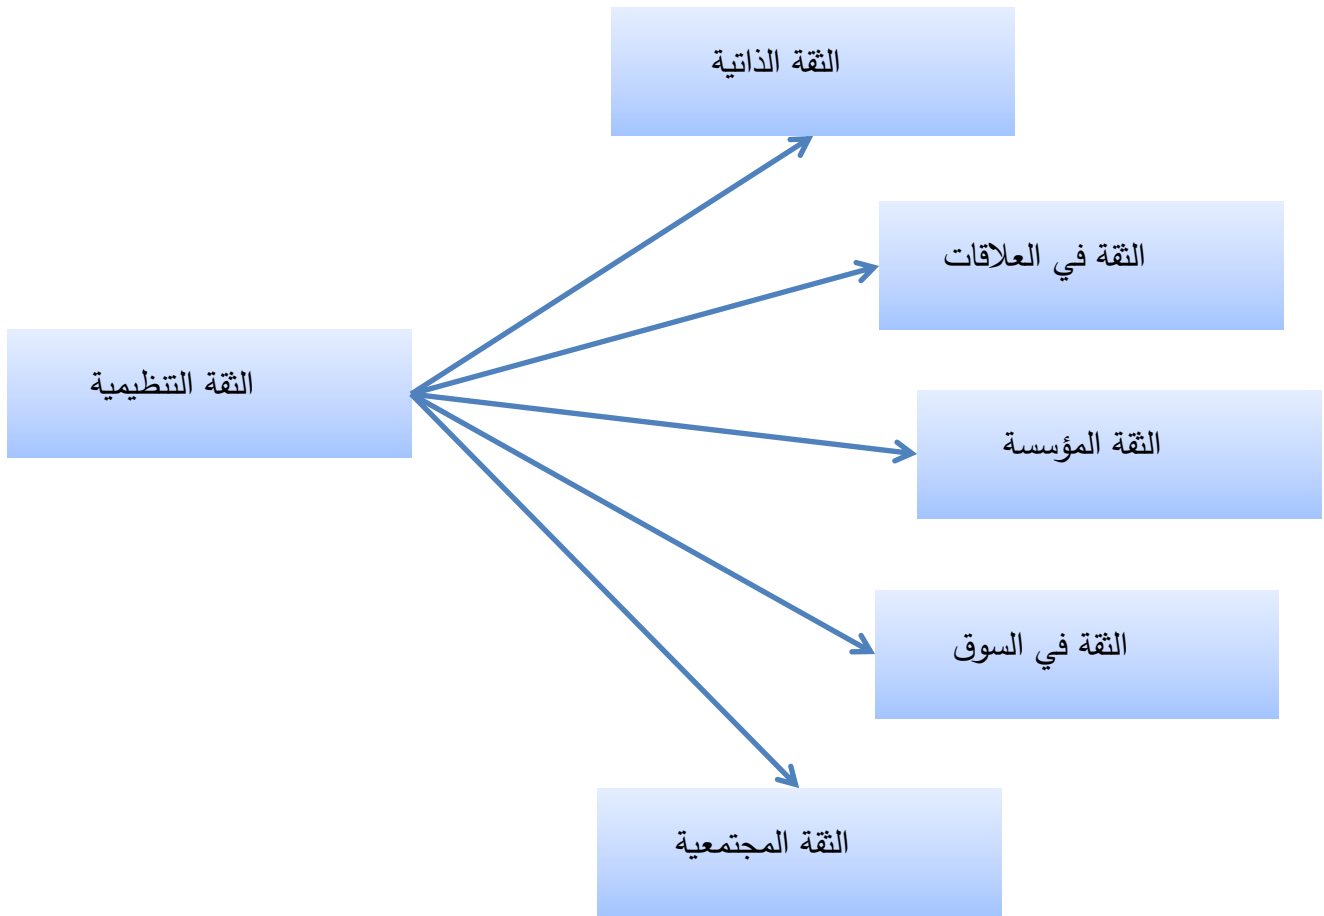 الثقة الذاتية
الثقة في العلاقات
الثقة التنظيمية
الثقة المؤسسة
الثقة في السوق
الثقة المجتمعية